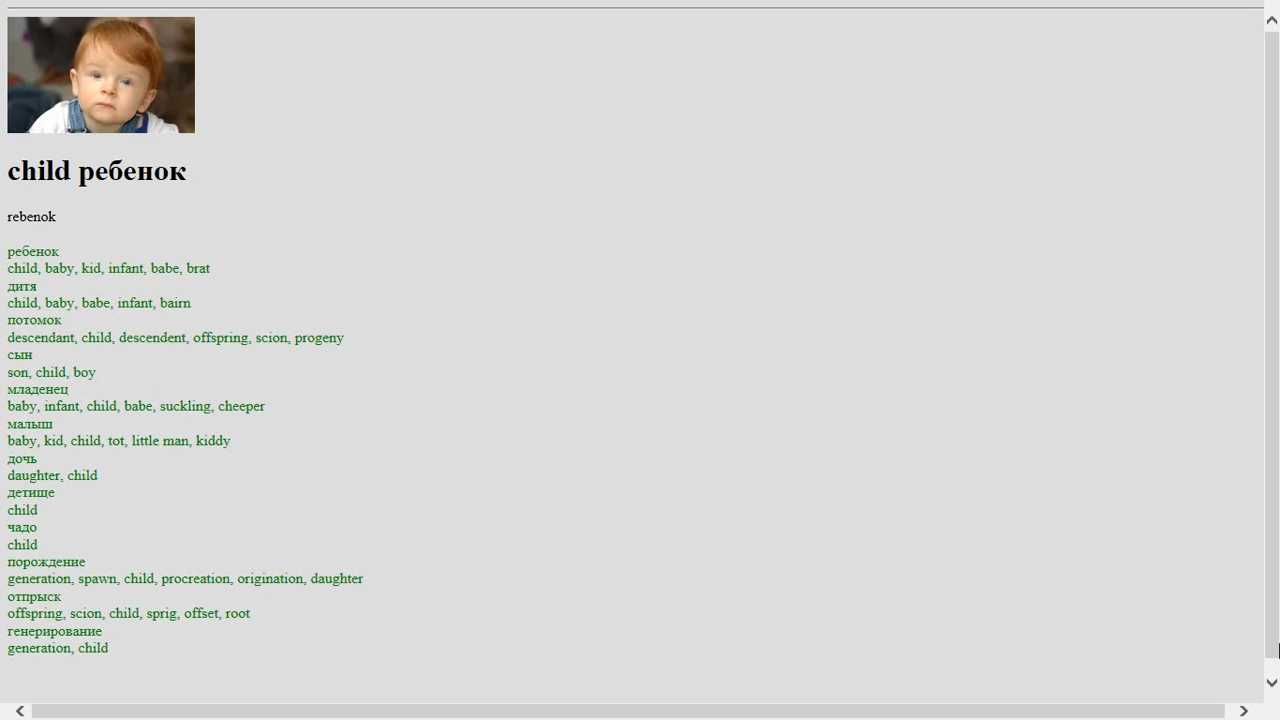 child ребенок
rebenok
ребенок
child, baby, kid, infant, babe, brat
дитя
child, baby, babe, infant, bairn
потомок
descendant, child, descendent, offspring, scion, progeny
сын
son, child, boy
младенец
baby, infant, child, babe, suckling, cheeper
малыш
baby, kid, child, tot, little man, kiddy
дочь
daughter, child
детище
child
чадо
child
порождение
generation, spawn, child, procreation, origination, daughter
отпрыск
offspring, scion, child, sprig, offset, root
генерирование
generation, child